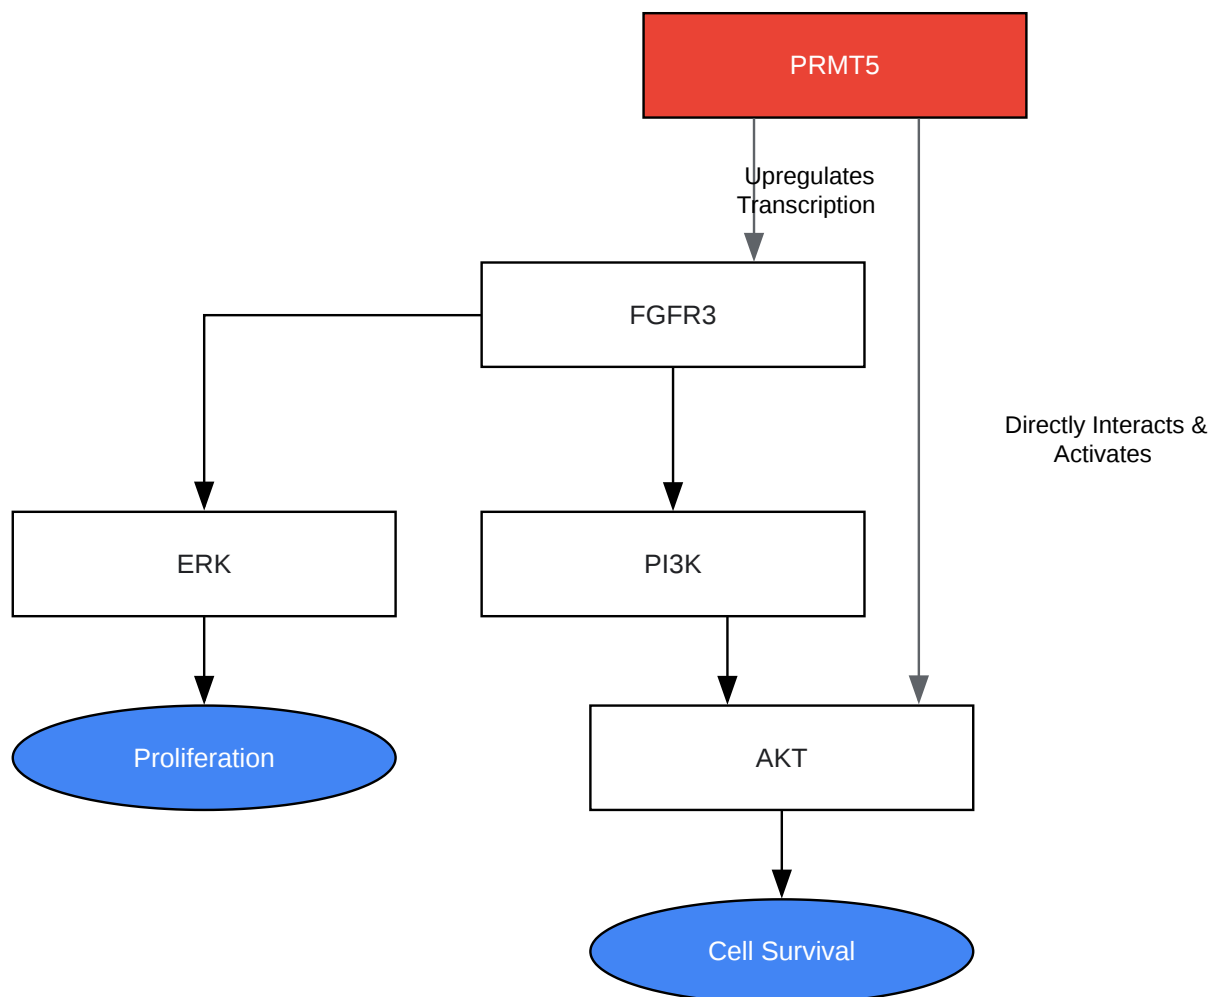 PRMT5
Upregulates
Transcription
FGFR3
Directly Interacts &
Activates
ERK
PI3K
Proliferation
AKT
Cell Survival